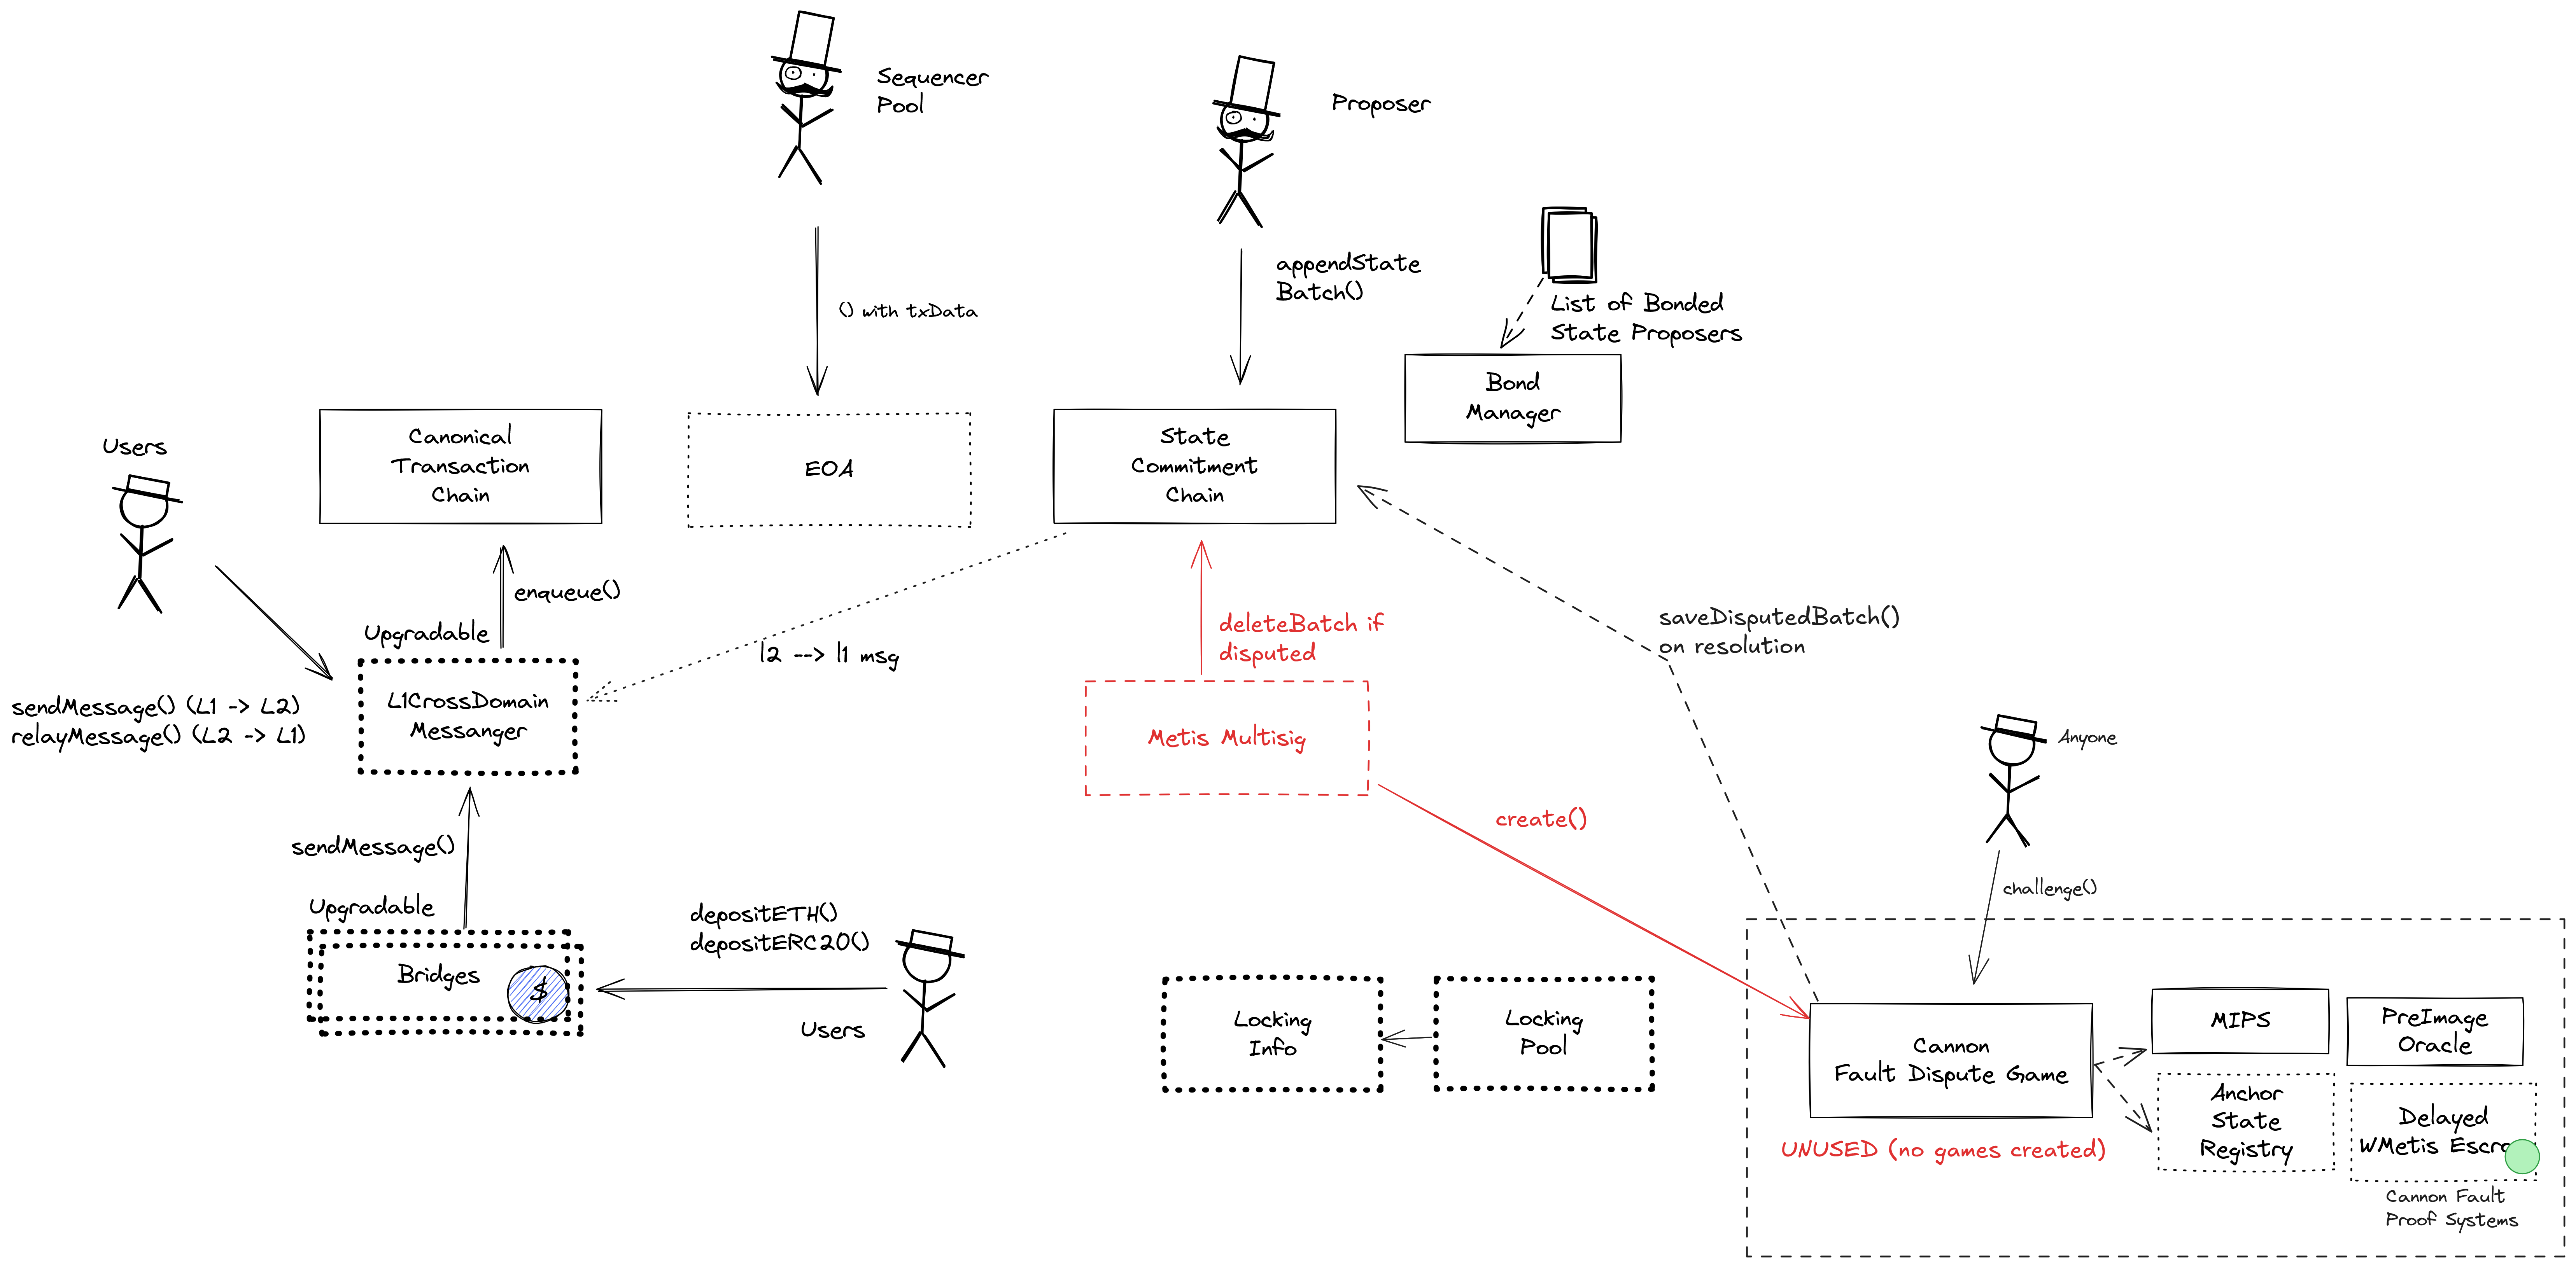 Sequencer
Pool
Proposer
() with txData
appendState
Batch()
List of Bonded
State Proposers
Bond
Manager
Users
Canonical
Transaction
Chain
EOA
State
Commitment
Chain
enqueue()
Upgradable
sendMessage() (L1 -> L2)
relayMessage() (L2 -> L1)
L1CrossDomain
Messanger
l2 --> l1 msg
deleteBatch if
disputed
Metis Multisig
saveDisputedBatch()
on resolution
Anyone
create()
challenge()
sendMessage()
Upgradable
Bridges
$
depositETH()
depositERC20()
Users
Locking
Info
Locking
Pool
Cannon
Fault Dispute Game
UNUSED (no games created)
MIPS
PreImage
Oracle
Anchor
State
Registry
Delayed
WMetis
Cannon Fault
Proof Systems